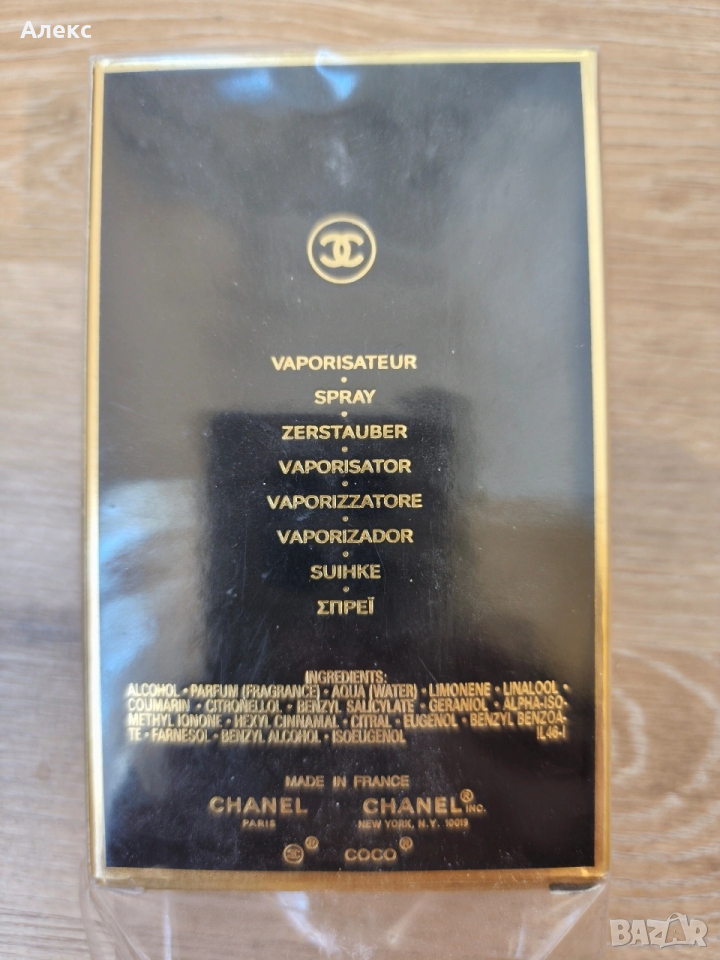 Алекс
VAPORISATEUR
•
SPRAY
•
ZERSTAUBER
•
VAPORISATOR
•
VAPORIZZATORE
•
VAPORIZADOR
•
SUIHKE
•
ΣΠΡΕΪ
INGREDIENTS:
ALCOHOL • PARFUM (FRAGRANCE) • AQUA (WATER) • LIMONENE • LINALOOL •
COUMARIN • CITRONELLOL • BENZYL SALICYLATE • GERANIOL • ALPHA-ISO-
METHYL IONONE • HEXYL CINNAMAL • CITRAL • EUGENOL • BENZYL BENZOA-
TE • FARNESOL • BENZYL ALCOHOL • ISOEUGENOL IL46-I
MADE IN FRANCE
CHANEL CHANEL® INC.
PARIS NEW YORK, N.Y. 10019
® COCO®
BAZAR